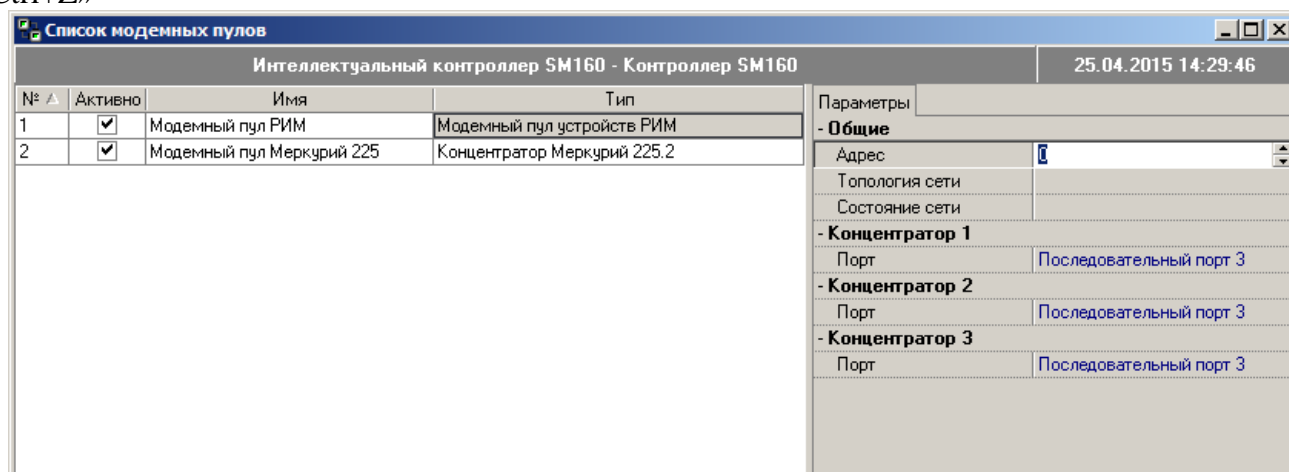 Список модемных пулов
Интеллектуальный контроллер SM160 - Контроллер SM160 25.04.2015 14:29:46
№ Активно Имя Тип
1 Модемный пул РИМ Модемный пул устройств РИМ
2 Модемный пул Меркурий 225 Концентратор Меркурий 225.2
Параметры
- Общие
Адрес 0
Топология сети
Состояние сети
- Концентратор 1
Порт Последовательный порт 3
- Концентратор 2
Порт Последовательный порт 3
- Концентратор 3
Порт Последовательный порт 3